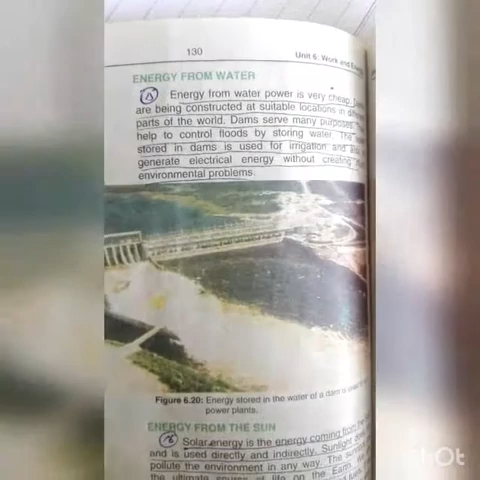 130
Unit 6: Work and
ENERGY FROM WATER
Energy from water power is very cheap.
are being constructed at suitable locations in
parts of the world. Dams serve many purposes.
help to control floods by storing water. The
stored in dams is used for irrigation and
generate electrical energy without creating
environmental problems.
Figure 6.20: Energy stored in the water of a dam
power plants.
ENERGY FROM THE SUN
Solar energy is the energy coming from
and is used directly and indirectly. Sunlight
pollute the environment in any way. The
the ultimate source of life on the Earth.